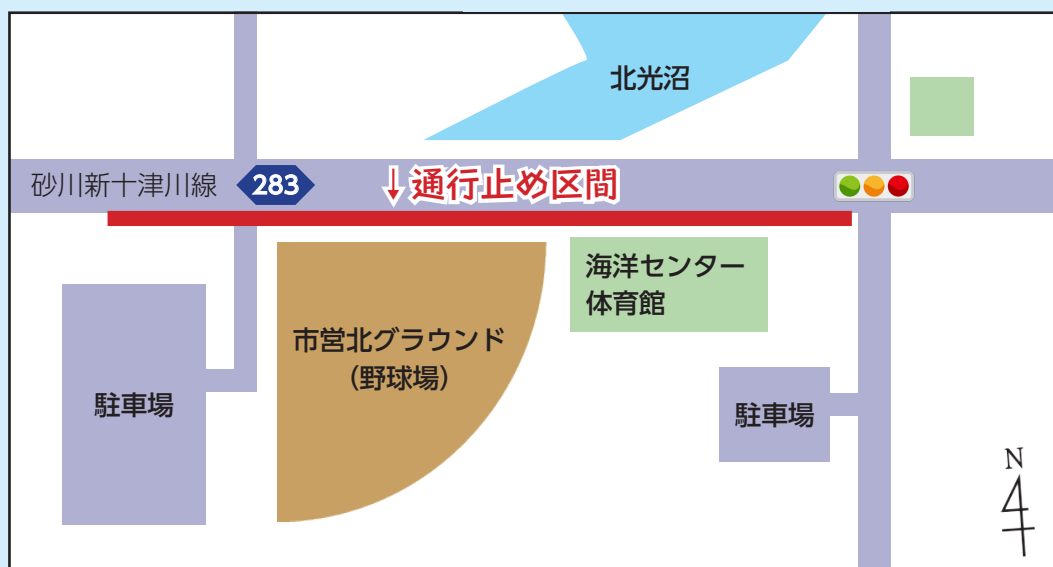 北光沼
砂川新十津川線
283
↓通行止め区間
海洋センター
体育館
市営北グラウンド
(野球場)
駐車場
駐車場
N